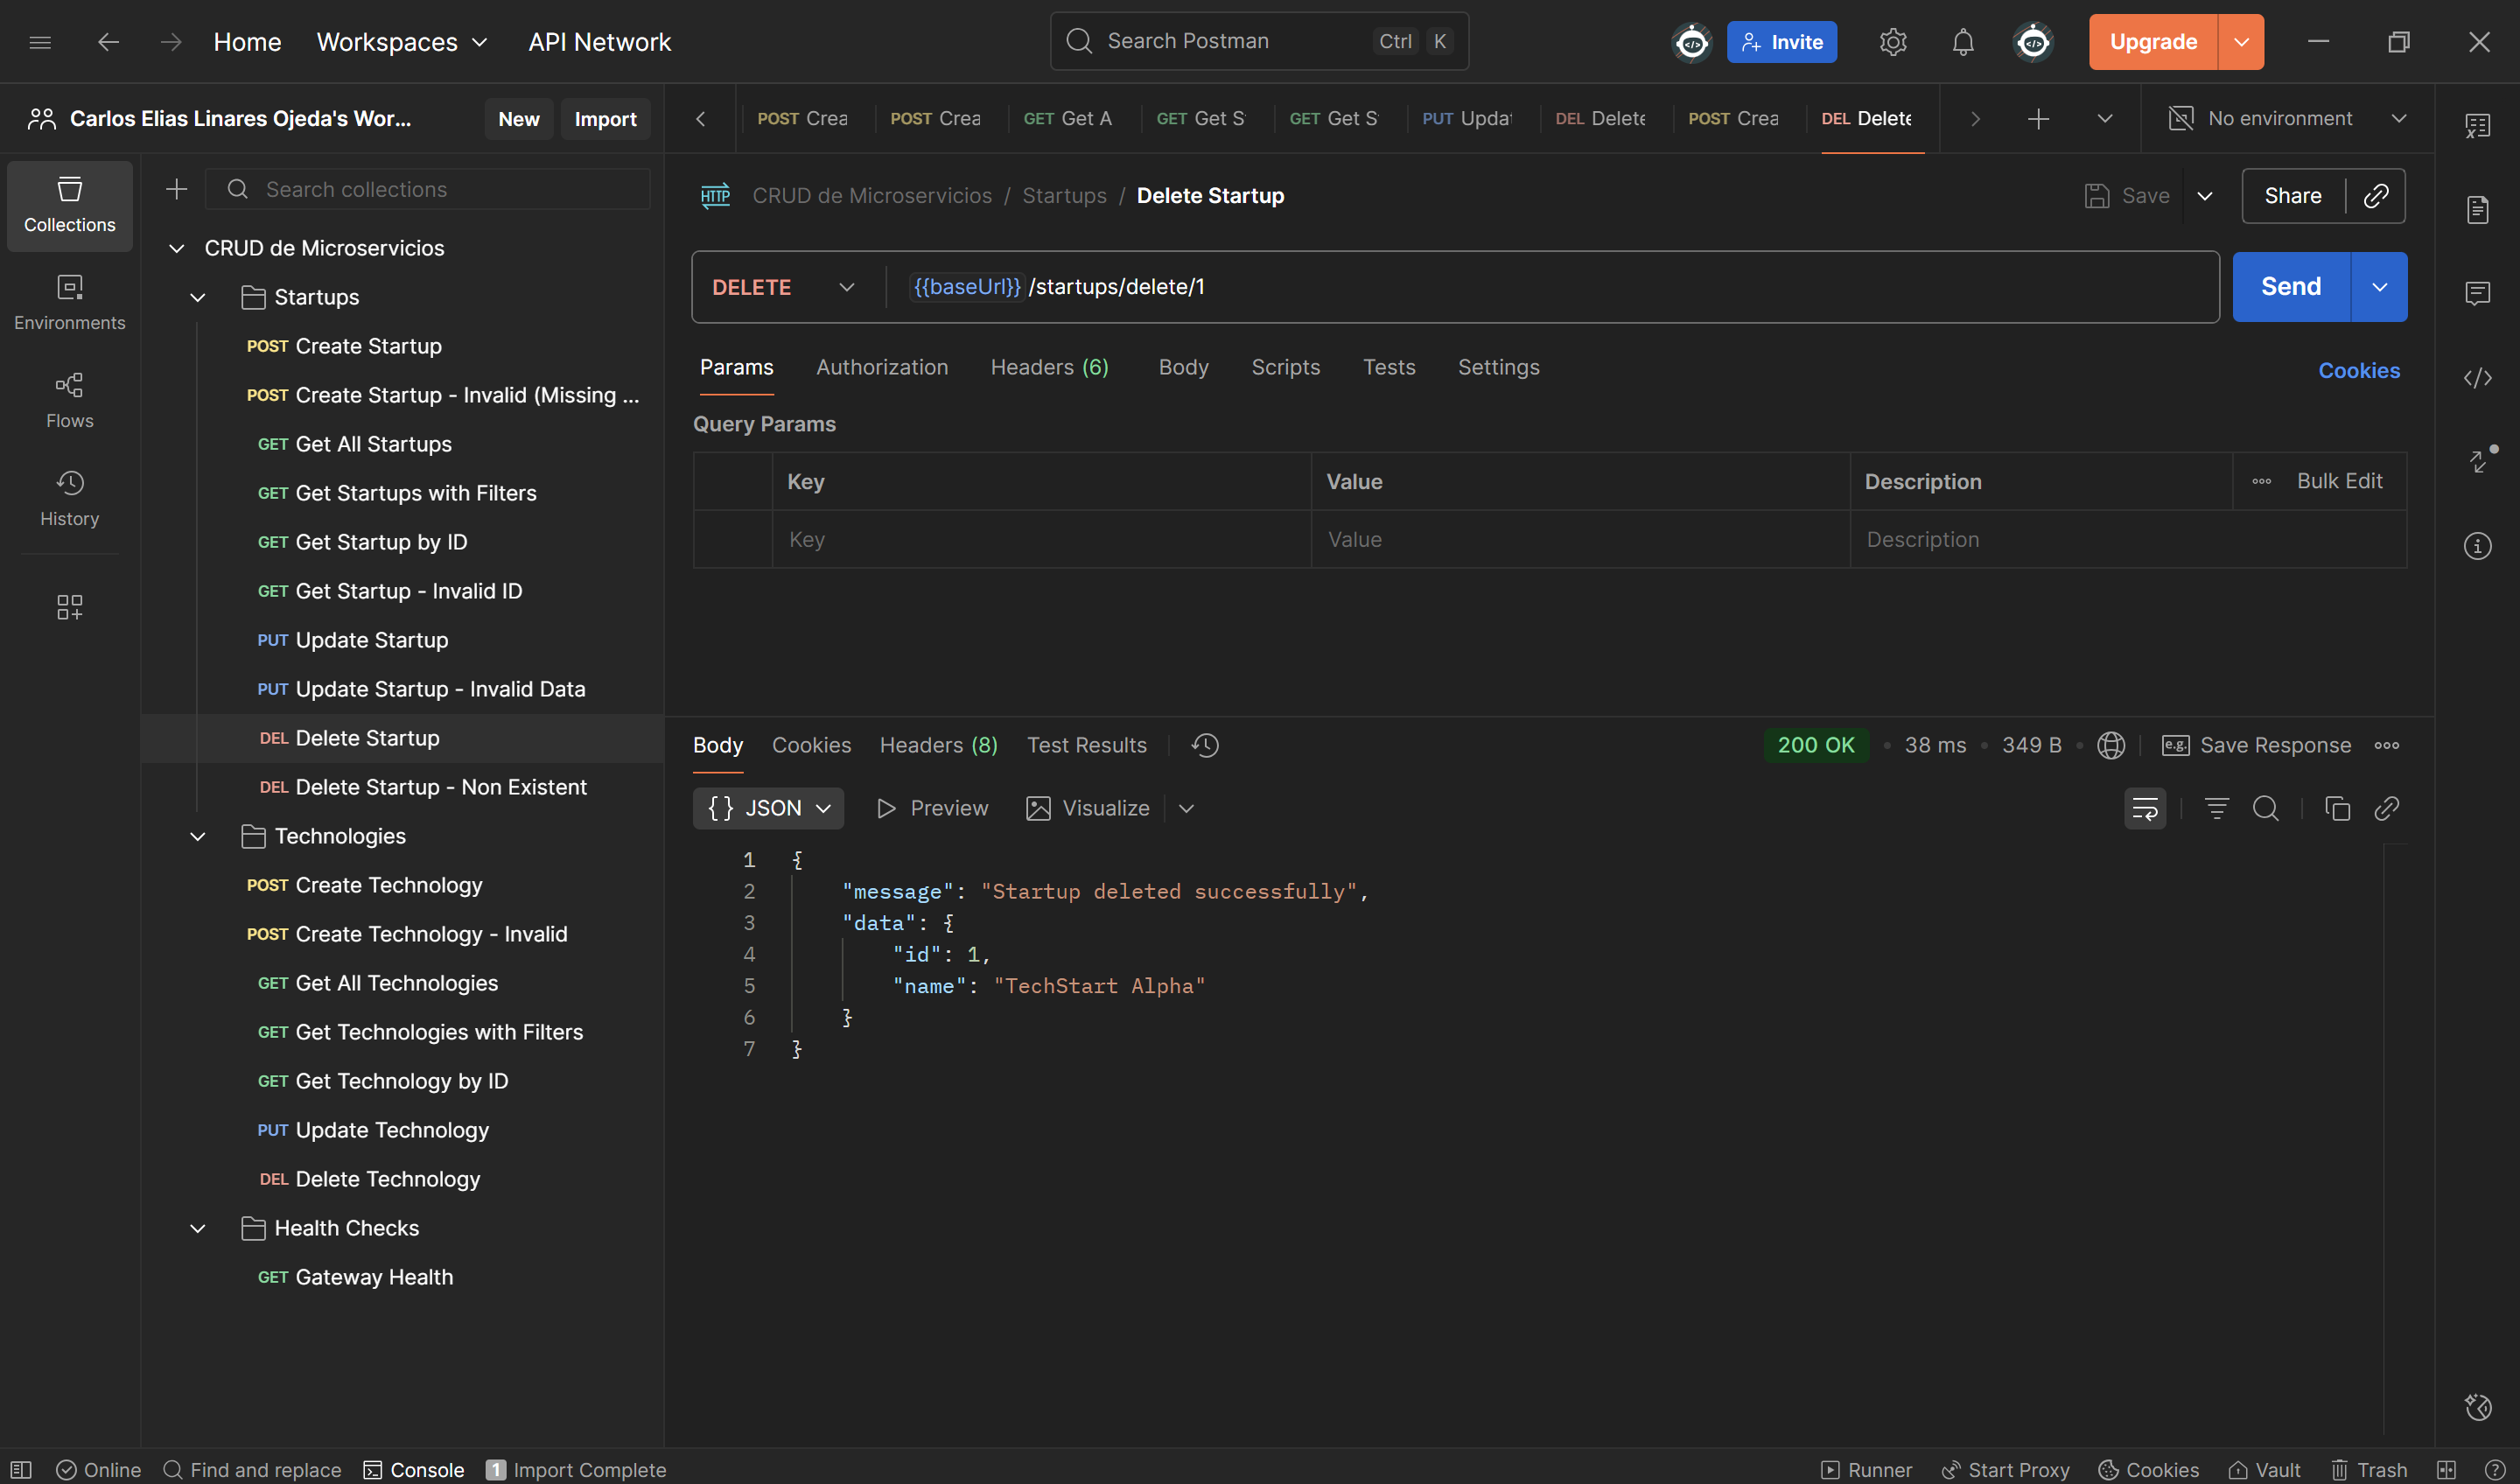 Home Workspaces API Network Search Postman Ctrl K Invite Upgrade
Carlos Elias Linares Ojeda's Wor... New Import
POST Crea POST Crea GET Get A GET Get S GET Get S PUT Upda DEL Delete POST Crea DEL Delete No environment
Collections
Environments
Flows
History
Search collections
CRUD de Microservicios
Startups
POST Create Startup
POST Create Startup - Invalid (Missing ...
GET Get All Startups
GET Get Startups with Filters
GET Get Startup by ID
GET Get Startup - Invalid ID
PUT Update Startup
PUT Update Startup - Invalid Data
DEL Delete Startup
DEL Delete Startup - Non Existent
Technologies
POST Create Technology
POST Create Technology - Invalid
GET Get All Technologies
GET Get Technologies with Filters
GET Get Technology by ID
PUT Update Technology
DEL Delete Technology
Health Checks
GET Gateway Health
HTTP CRUD de Microservicios / Startups / Delete Startup Save Share
DELETE {{baseUrl}}/startups/delete/1 Send
Params Authorization Headers (6) Body Scripts Tests Settings Cookies
Query Params
Key Value Description Bulk Edit
Key Value Description
Body Cookies Headers (8) Test Results 200 OK 38 ms 349 B e.g. Save Response
{ } JSON Preview Visualize
1 {
2 "message": "Startup deleted successfully",
3 "data": {
4 "id": 1,
5 "name": "TechStart Alpha"
6 }
7 }
Online Find and replace Console 1 Import Complete Runner Start Proxy Cookies Vault Trash